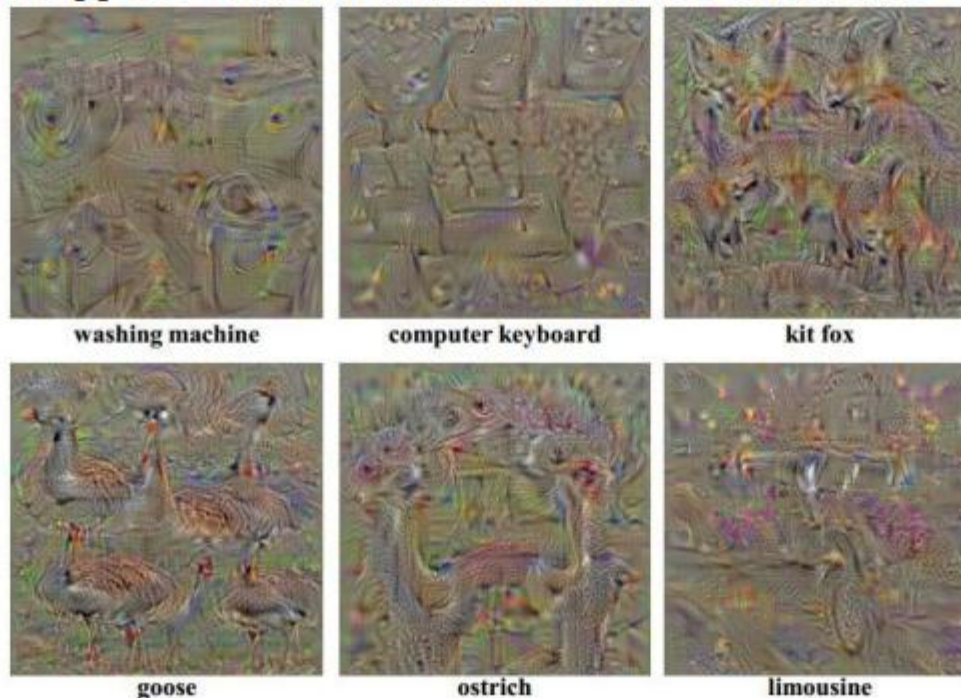 washing machine
computer keyboard
kit fox
goose
ostrich
limousine